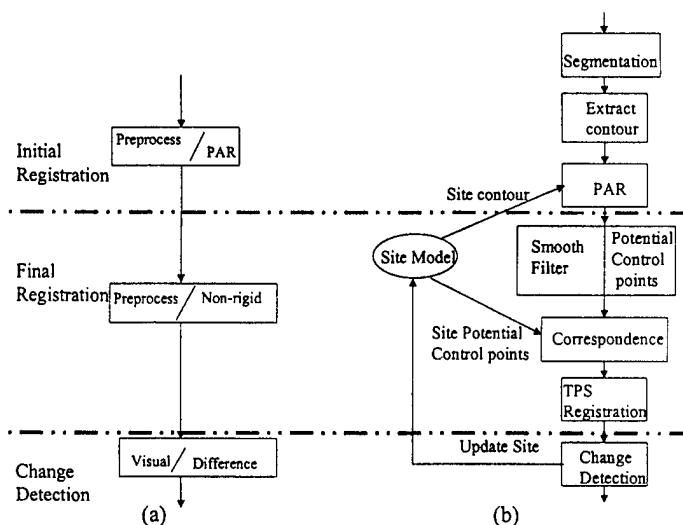 Initial
Registration
Preprocess / PAR
Final
Registration
Preprocess / Non-rigid
Change
Detection
Visual / Difference
(a)
Segmentation
Extract
contour
PAR
Site contour
Site Model
Smooth
Filter
Potential
Control
points
Site Potential
Control points
Correspondence
TPS
Registration
Update Site
Change
Detection
(b)